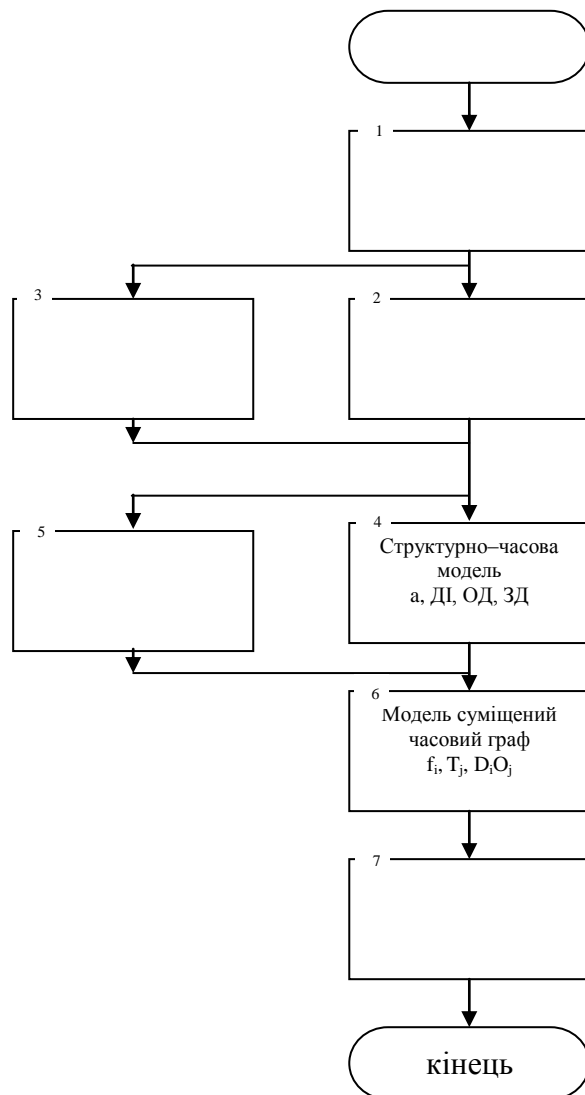 1
3
2
5
4
Структурно–часова
модель
а, ДІ, ОД, ЗД
6
Модель суміщений
часовий граф
fᵢ, Tⱼ, DᵢOⱼ
7
кінець